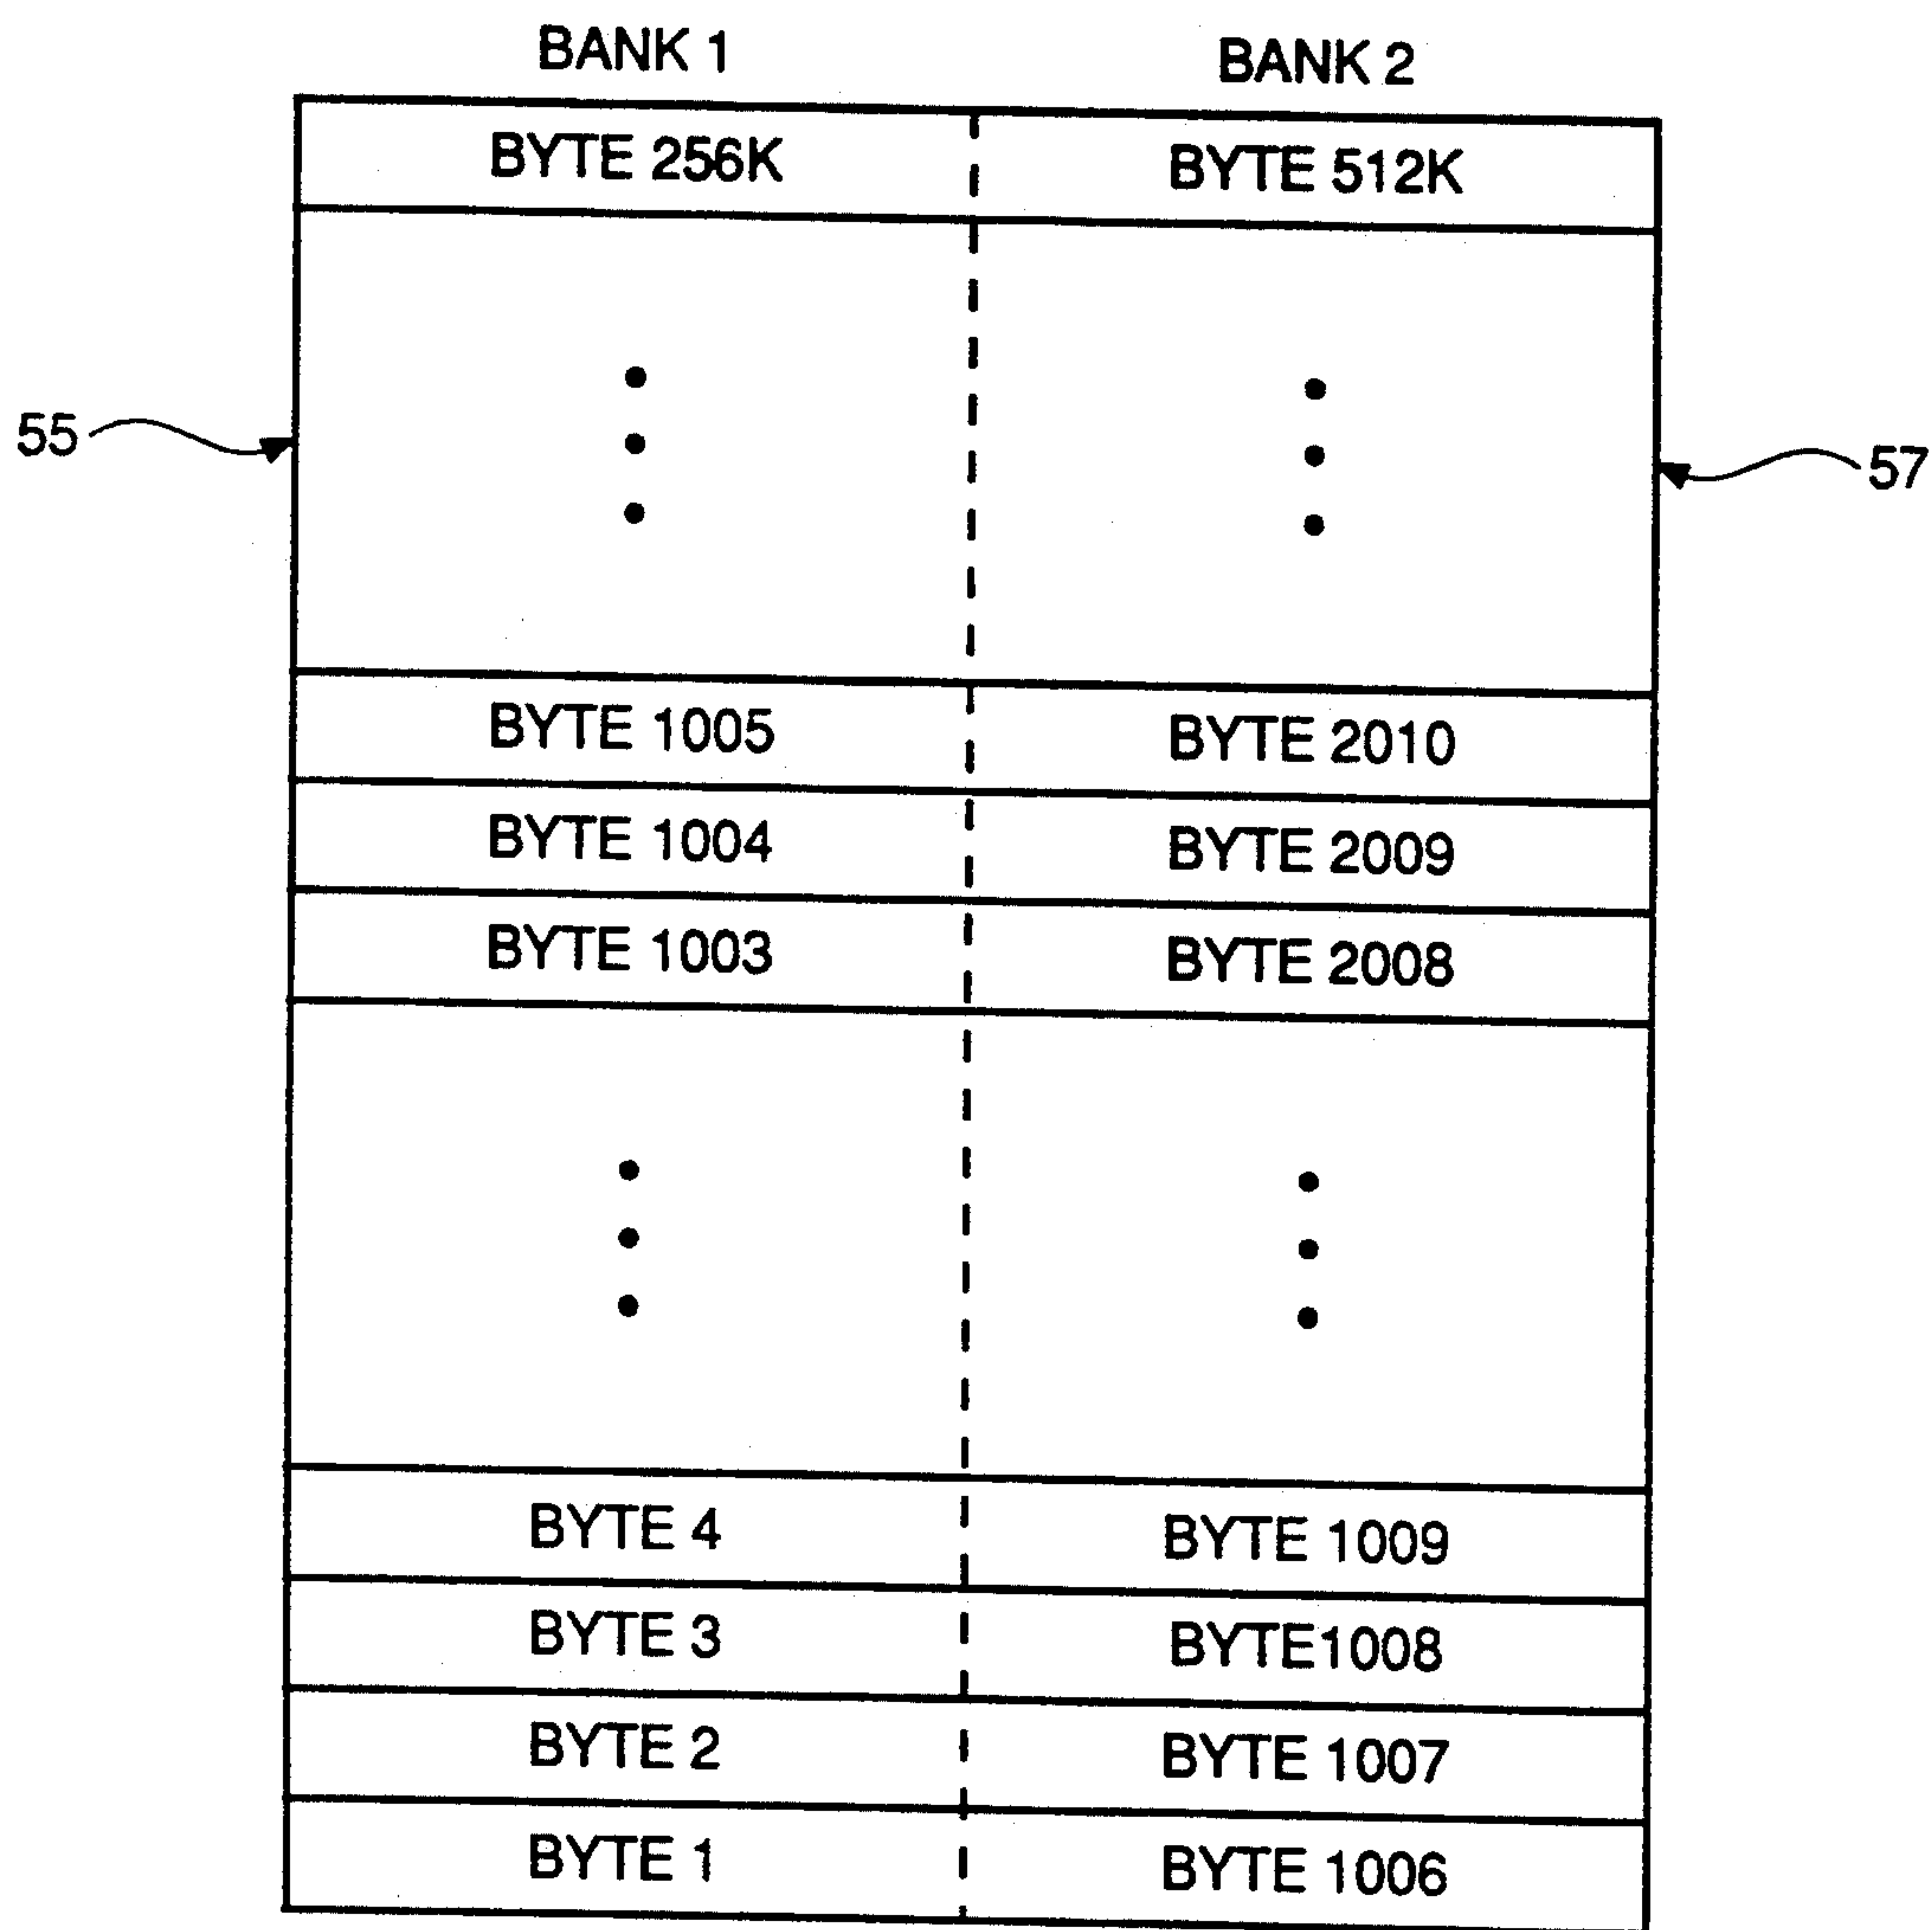 BANK 1 BANK 2
BYTE 256K BYTE 512K
55 57
BYTE 1005 BYTE 2010
BYTE 1004 BYTE 2009
BYTE 1003 BYTE 2008
BYTE 4 BYTE 1009
BYTE 3 BYTE1008
BYTE 2 BYTE 1007
BYTE 1 BYTE 1006